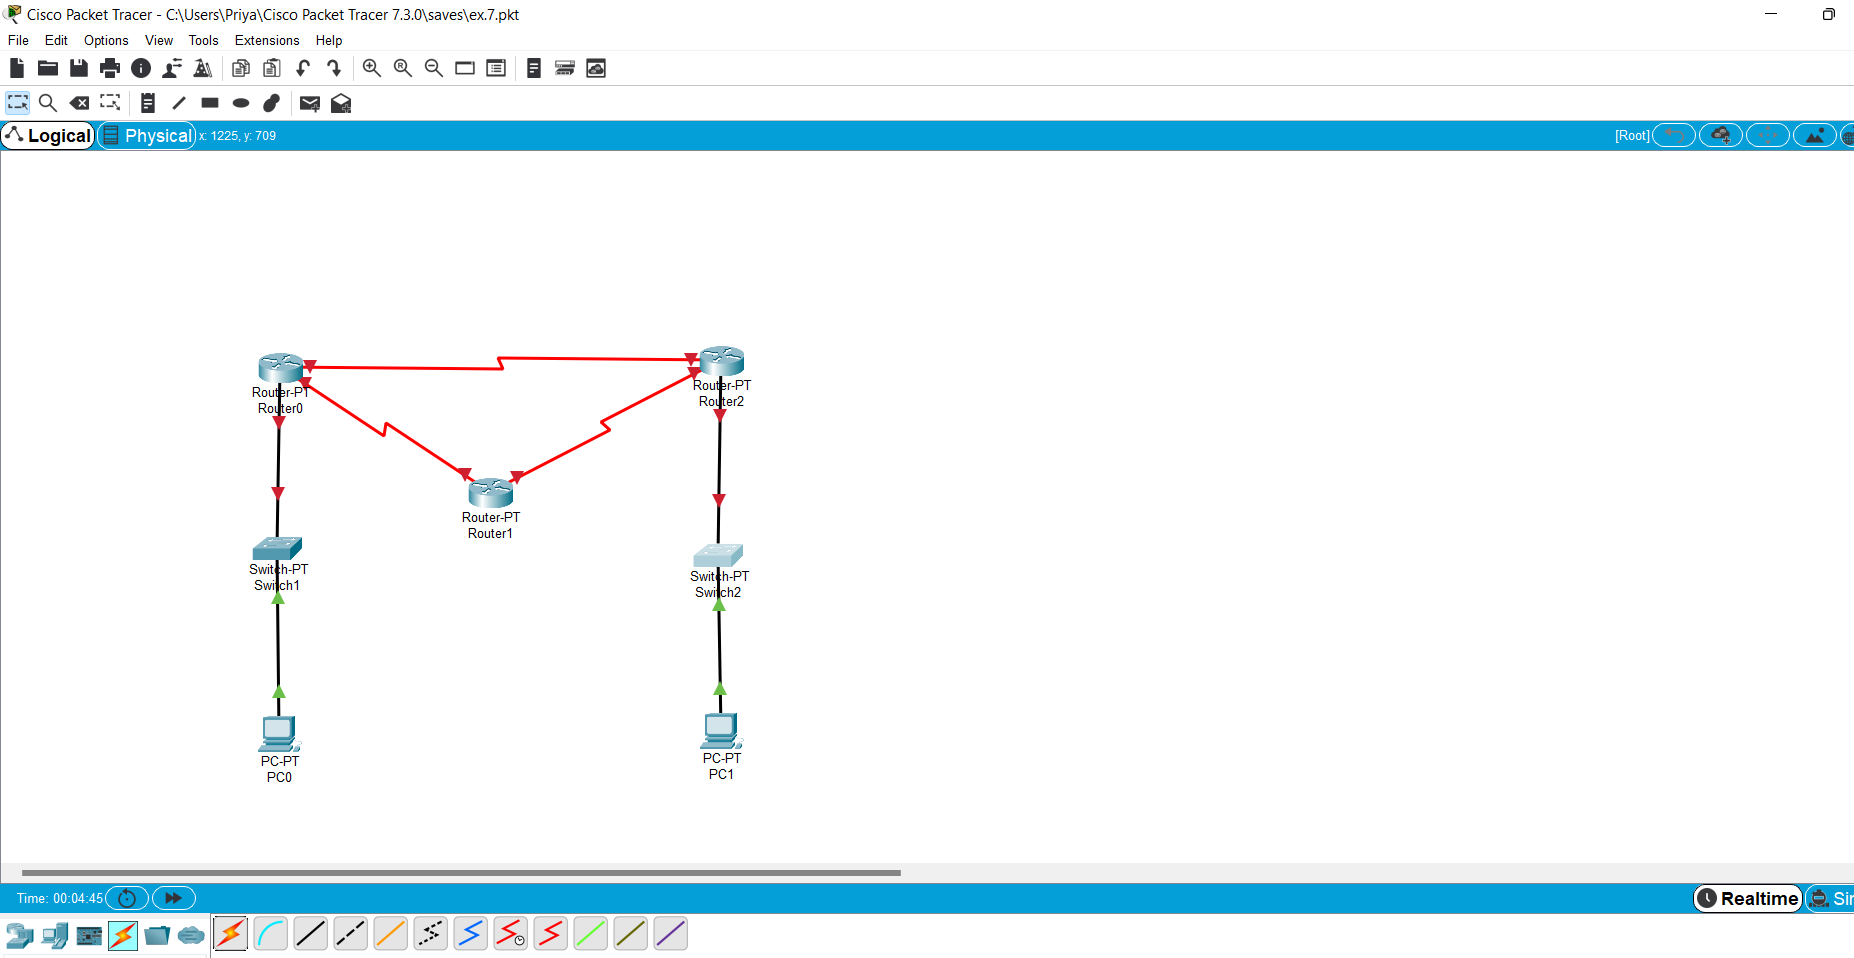 Cisco Packet Tracer - C:\Users\Priya\Cisco Packet Tracer 7.3.0\saves\ex.7.pkt
File Edit Options View Tools Extensions Help
Logical Physical x: 1225, y: 709 [Root]
Router-PT
Router0
Router-PT
Router2
Router-PT
Router1
Switch-PT
Switch1
Switch-PT
Switch2
PC-PT
PC0
PC-PT
PC1
Time: 00:04:45 Realtime Sir